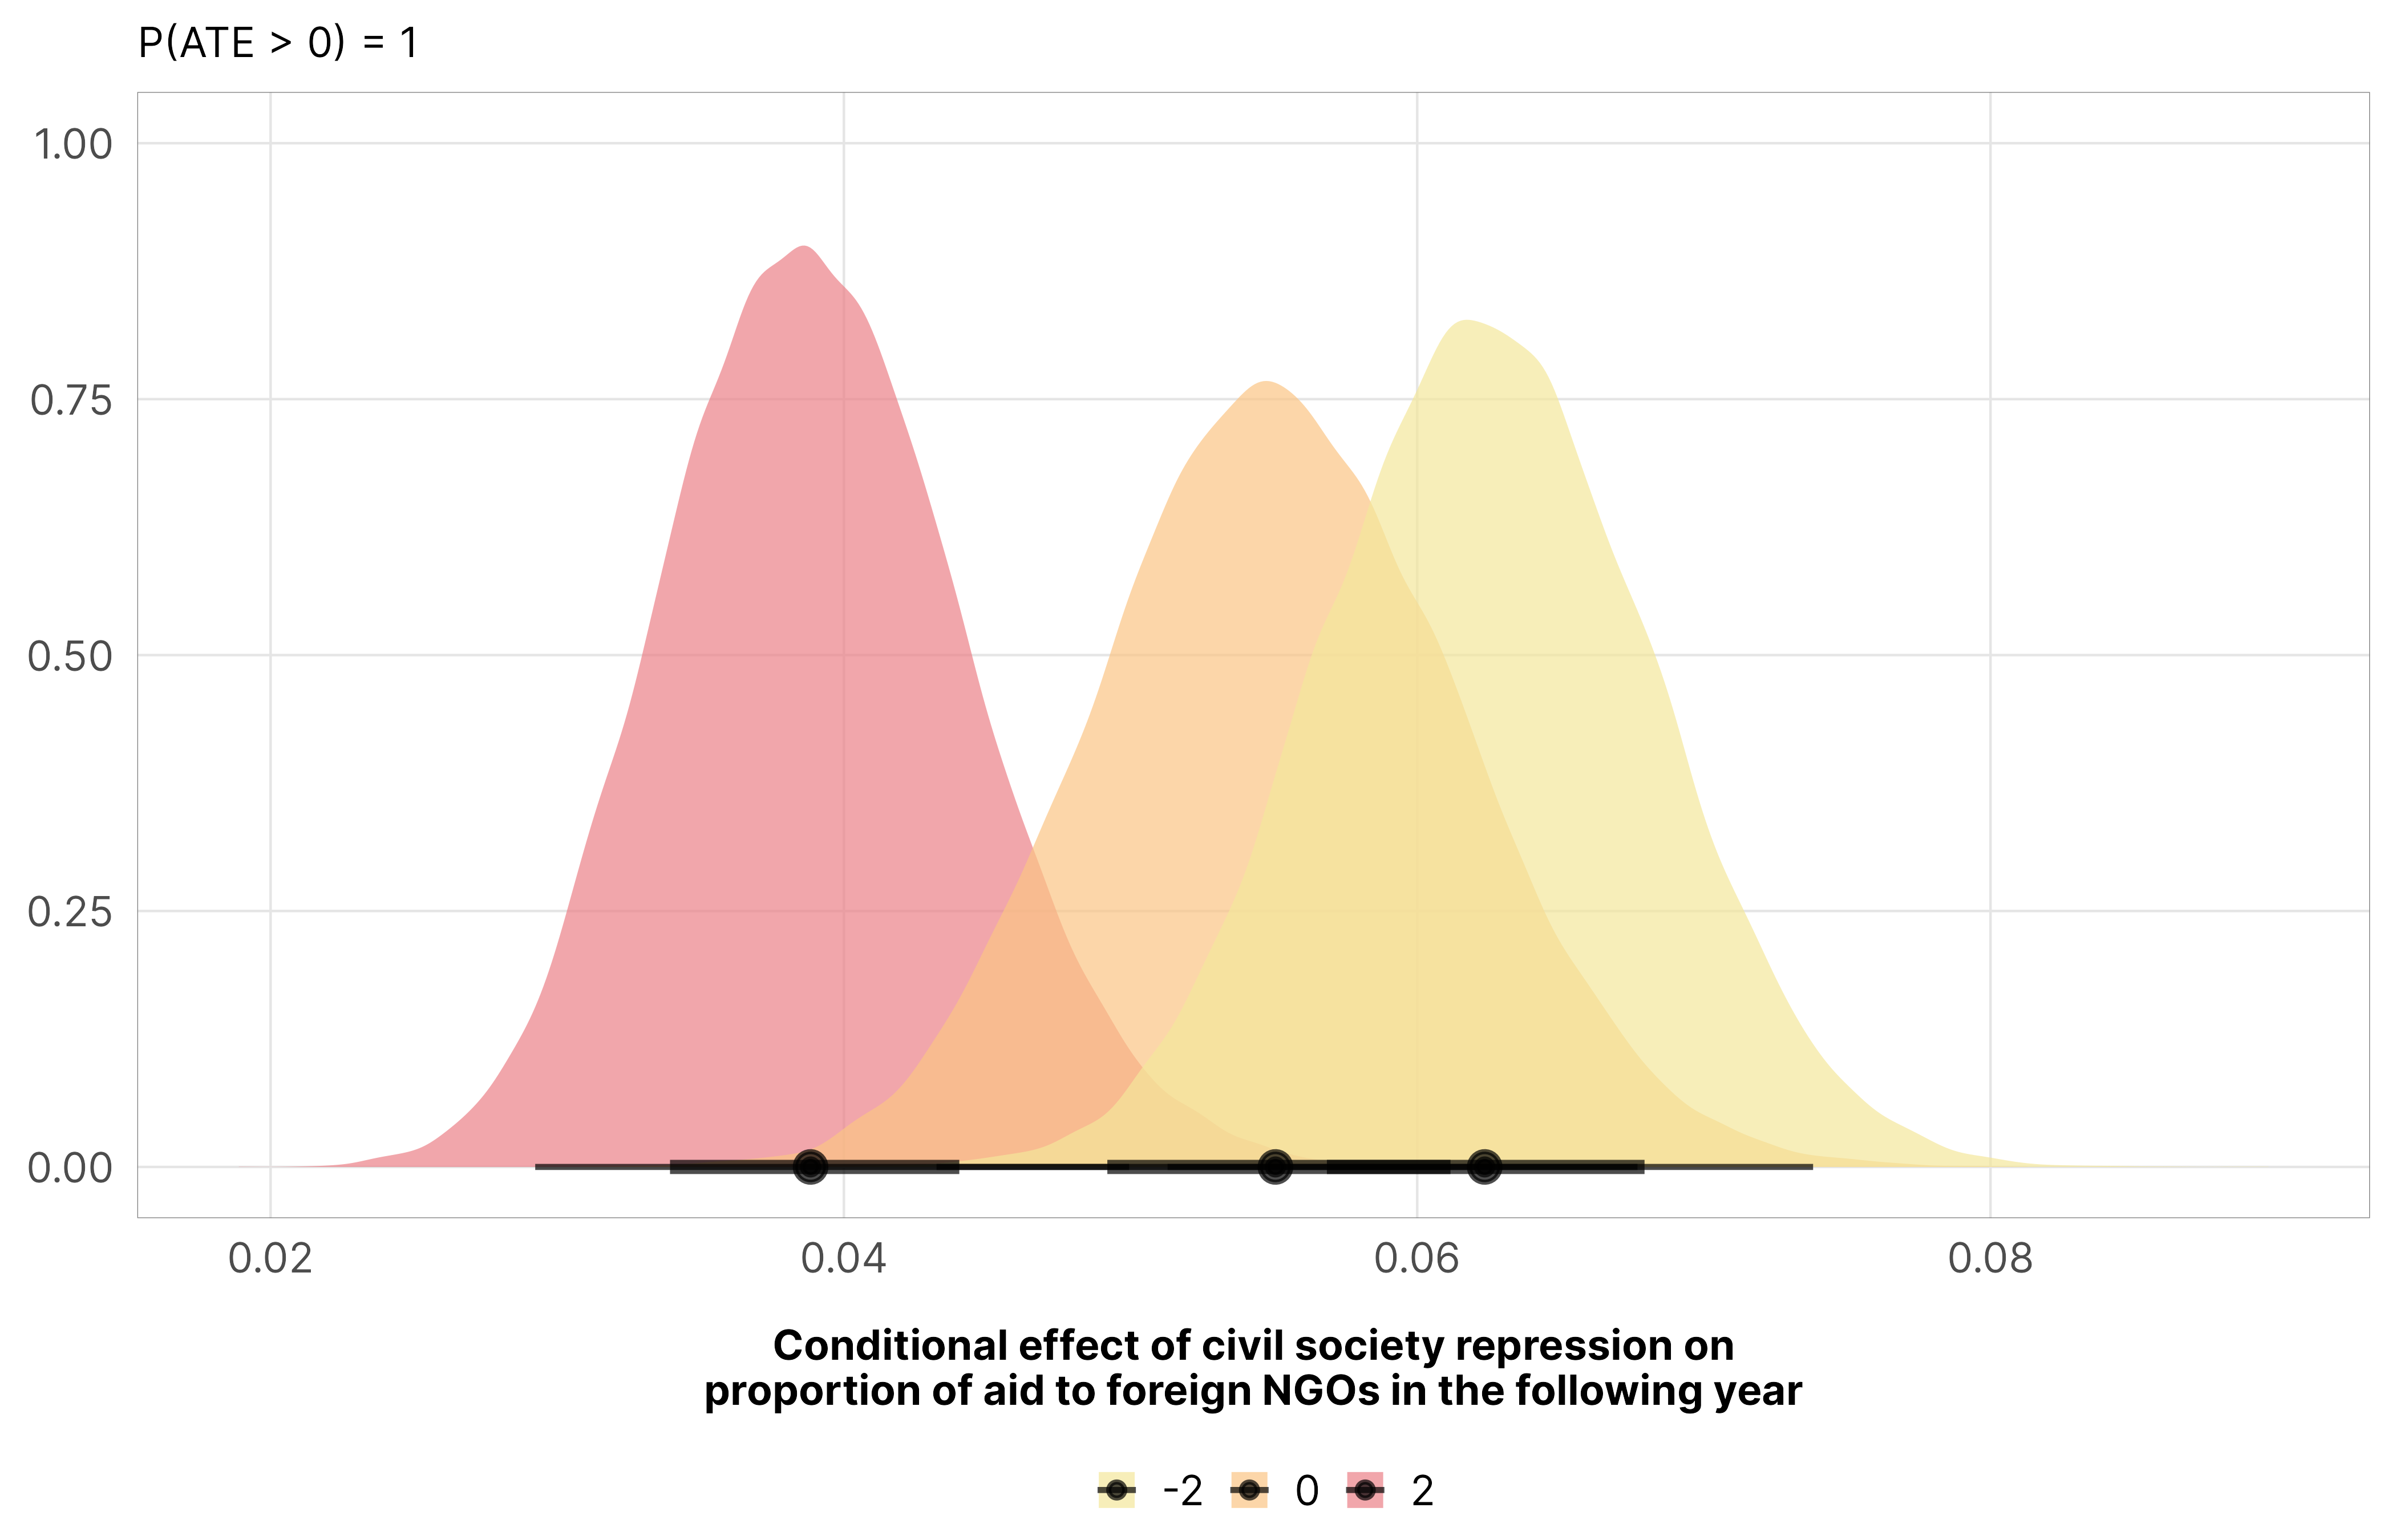 P(ATE > 0) = 1
1.00
0.75
0.50
0.25
0.00
0.02 0.04 0.06 0.08
Conditional effect of civil society repression on
proportion of aid to foreign NGOs in the following year
-2 0 2